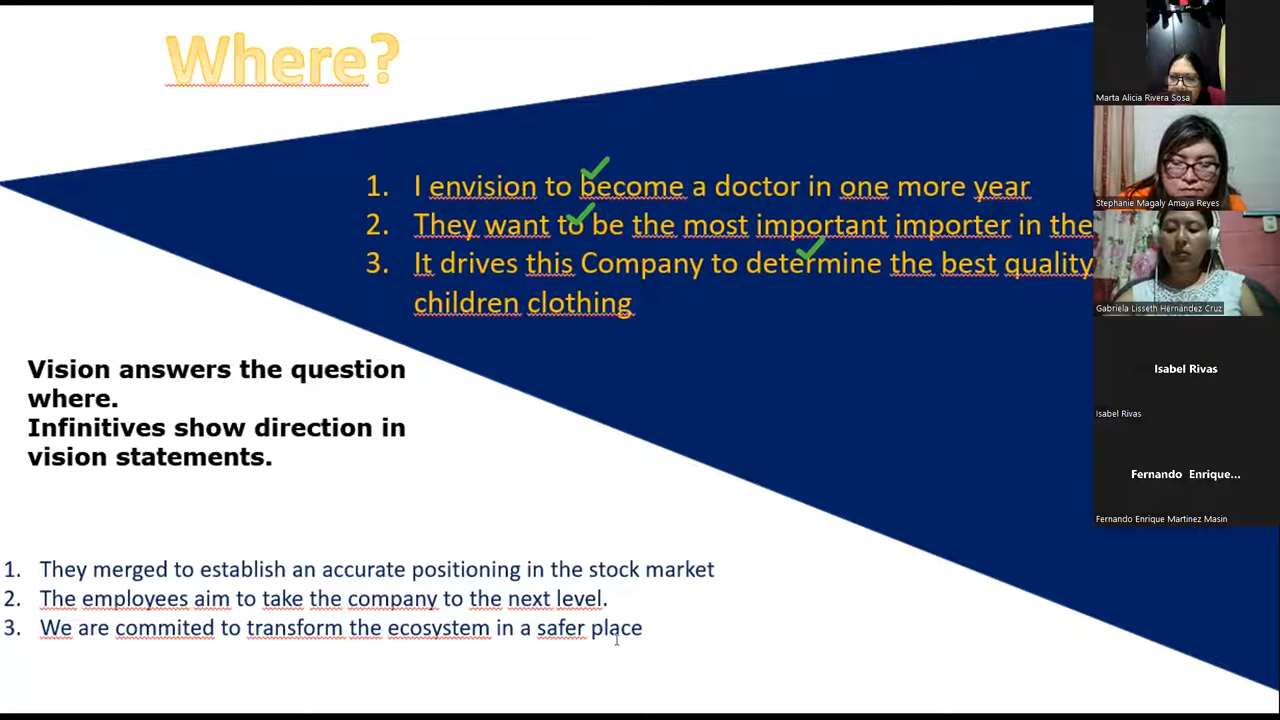 Where?
1. I envision to become a doctor in one more year
2. They want to be the most important importer in the
3. It drives this Company to determine the best quality
children clothing
Vision answers the question
where.
Infinitives show direction in
vision statements.
1. They merged to establish an accurate positioning in the stock market
2. The employees aim to take the company to the next level.
3. We are commited to transform the ecosystem in a safer place
Marta Alicia Rivera Sosa
Stephanie Magaly Amaya Reyes
Gabriela Lisseth Hernández Cruz
Isabel Rivas
Isabel Rivas
Fernando Enrique...
Fernando Enrique Martinez Masin